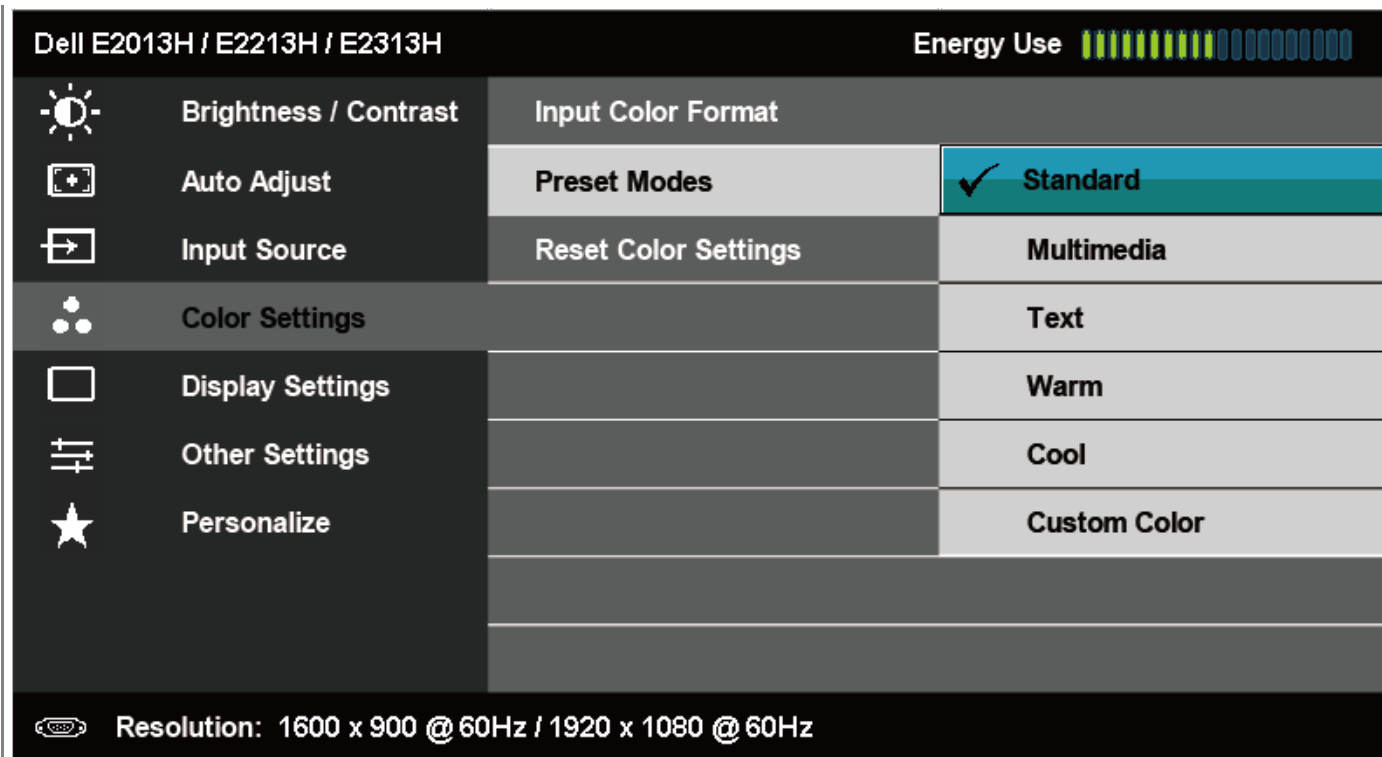 Dell E2013H / E2213H / E2313H Energy Use
Brightness / Contrast Input Color Format
Auto Adjust Preset Modes Standard
Input Source Reset Color Settings Multimedia
Color Settings Text
Display Settings Warm
Other Settings Cool
Personalize Custom Color
Resolution: 1600 x 900 @ 60Hz / 1920 x 1080 @ 60Hz